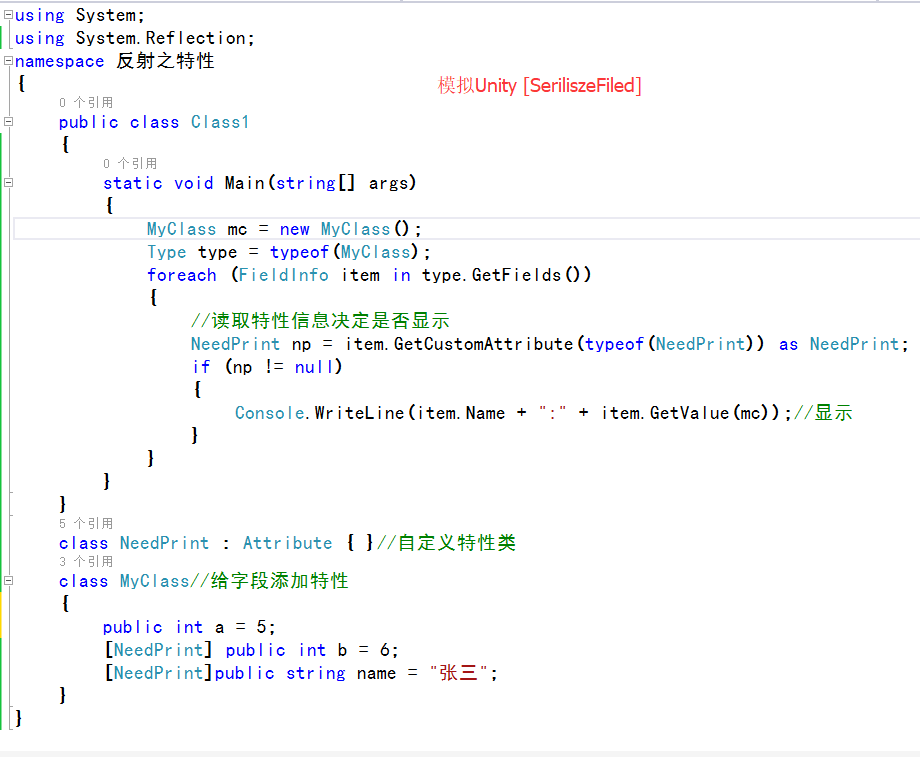 using System;
using System.Reflection;
namespace 反射之特性
{
模拟Unity [SeriliszeFiled]
0 个引用
public class Class1
{
0 个引用
static void Main(string[] args)
{
MyClass mc = new MyClass();
Type type = typeof(MyClass);
foreach (FieldInfo item in type.GetFields())
{
//读取特性信息决定是否显示
NeedPrint np = item.GetCustomAttribute(typeof(NeedPrint)) as NeedPrint;
if (np != null)
{
Console.WriteLine(item.Name + ":" + item.GetValue(mc));//显示
}
}
}
}
5 个引用
class NeedPrint : Attribute { }//自定义特性类
3 个引用
class MyClass//给字段添加特性
{
public int a = 5;
[NeedPrint] public int b = 6;
[NeedPrint]public string name = "张三";
}
}